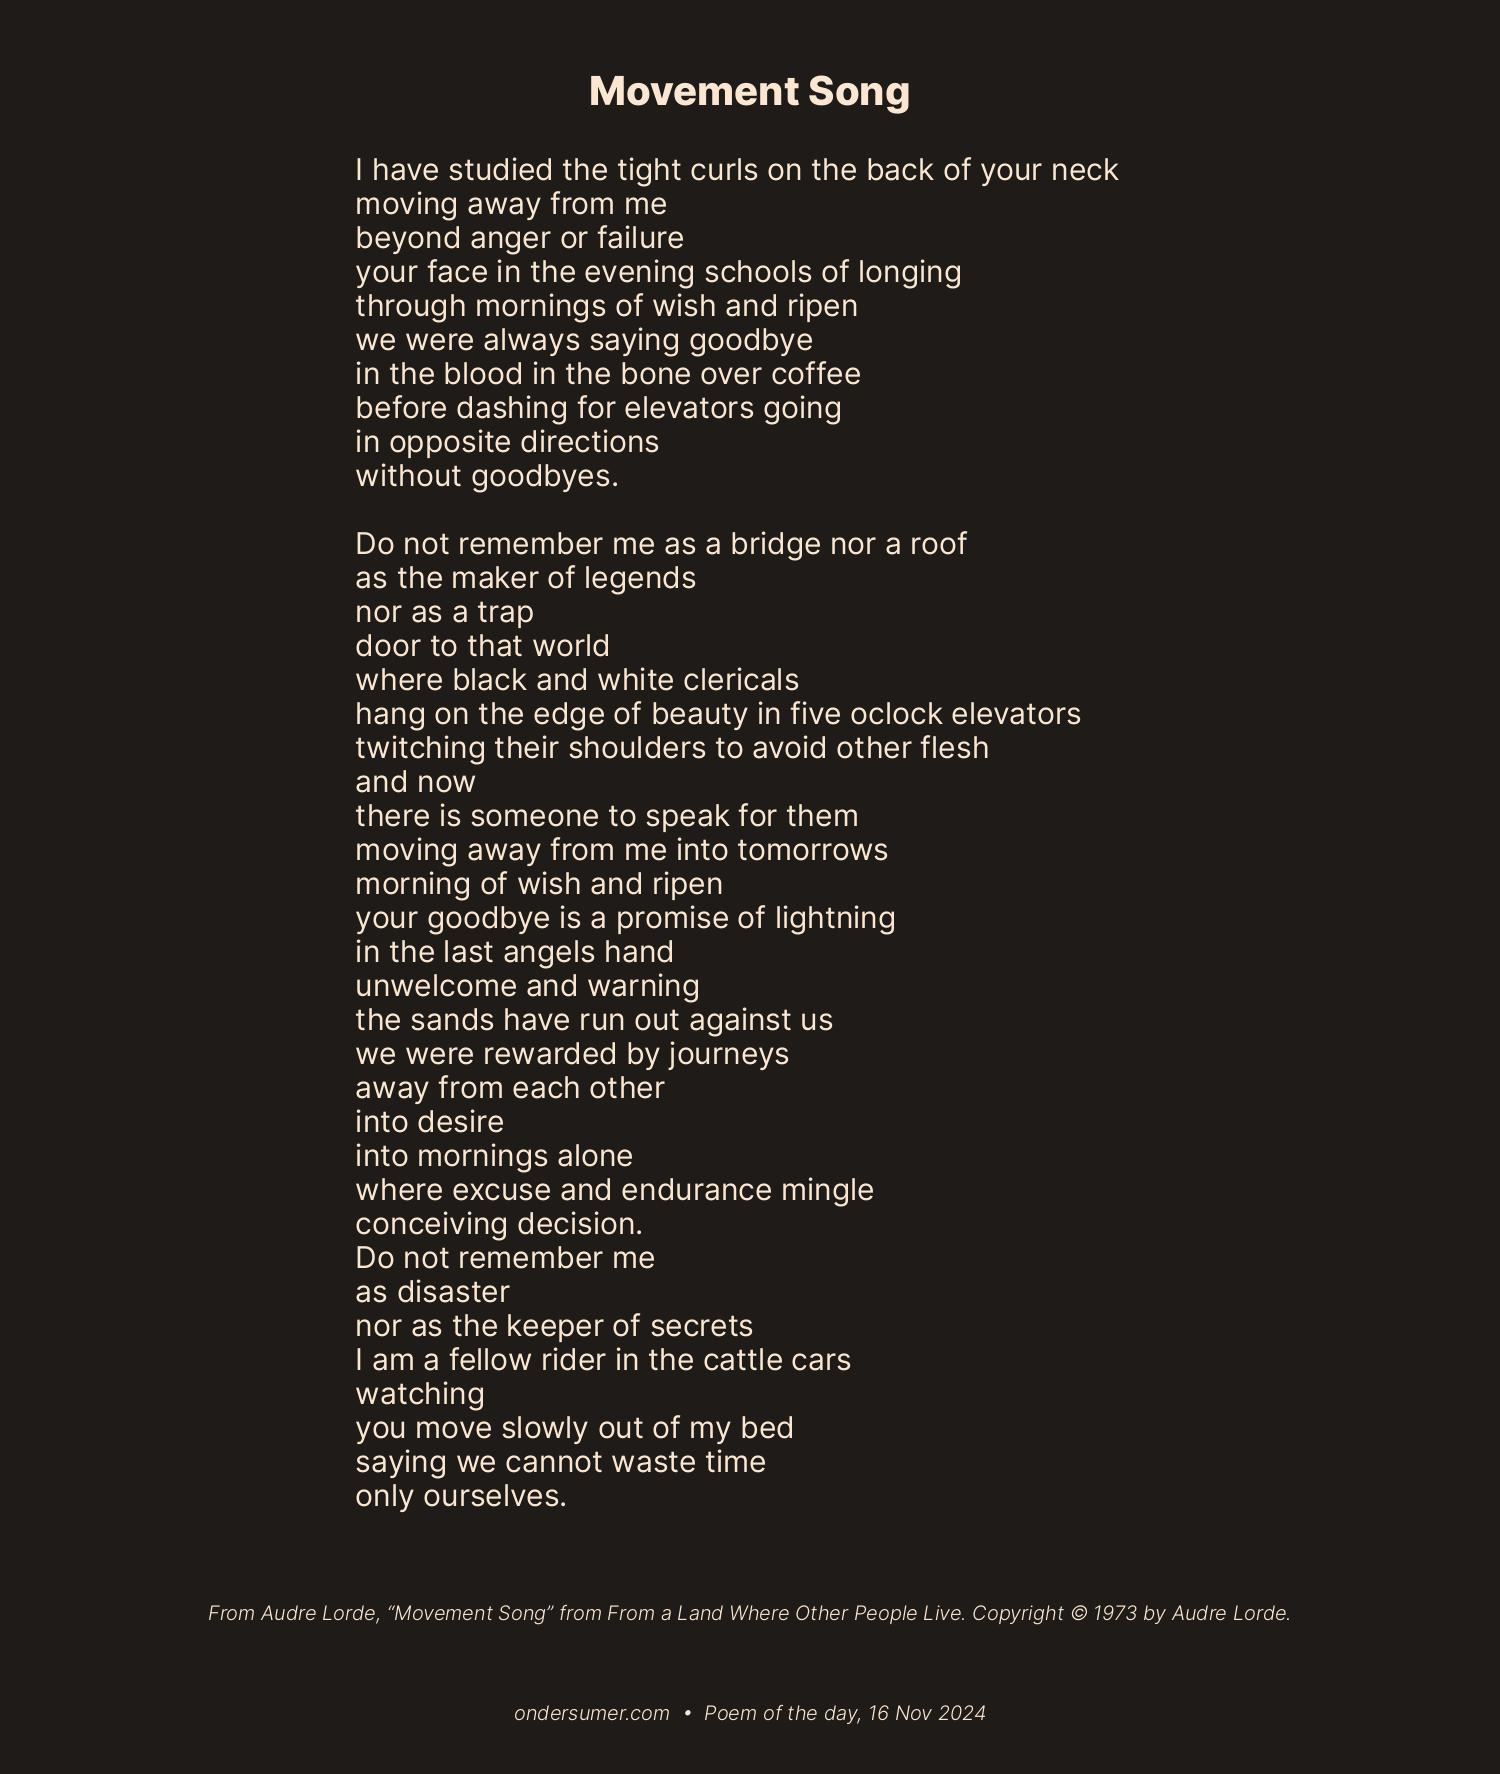 Movement Song
I have studied the tight curls on the back of your neck
moving away from me
beyond anger or failure
your face in the evening schools of longing
through mornings of wish and ripen
we were always saying goodbye
in the blood in the bone over coffee
before dashing for elevators going
in opposite directions
without goodbyes.
Do not remember me as a bridge nor a roof
as the maker of legends
nor as a trap
door to that world
where black and white clericals
hang on the edge of beauty in five oclock elevators
twitching their shoulders to avoid other flesh
and now
there is someone to speak for them
moving away from me into tomorrows
morning of wish and ripen
your goodbye is a promise of lightning
in the last angels hand
unwelcome and warning
the sands have run out against us
we were rewarded by journeys
away from each other
into desire
into mornings alone
where excuse and endurance mingle
conceiving decision.
Do not remember me
as disaster
nor as the keeper of secrets
I am a fellow rider in the cattle cars
watching
you move slowly out of my bed
saying we cannot waste time
only ourselves.
From Audre Lorde, “Movement Song” from From a Land Where Other People Live. Copyright © 1973 by Audre Lorde.
ondersumer.com • Poem of the day, 16 Nov 2024